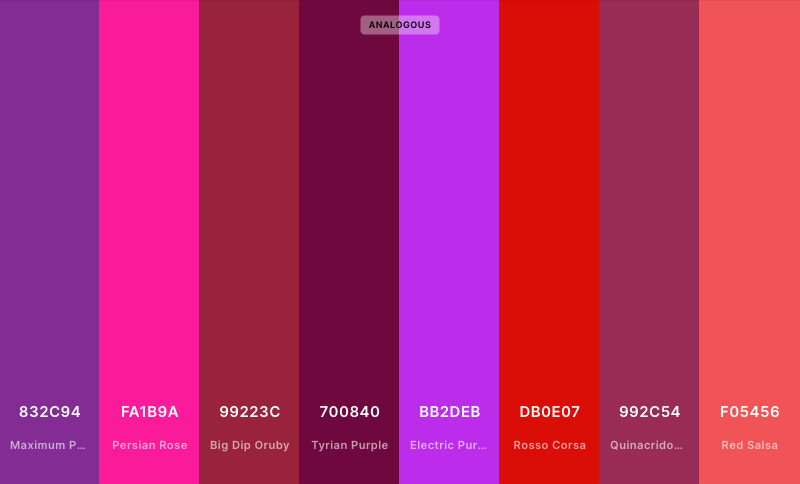 ANALOGOUS
832C94 FA1B9A 99223C 700840 BB2DEB DB0E07 992C54 F05456
Maximum P... Persian Rose Big Dip Oruby Tyrian Purple Electric Pur... Rosso Corsa Quinacrido... Red Salsa